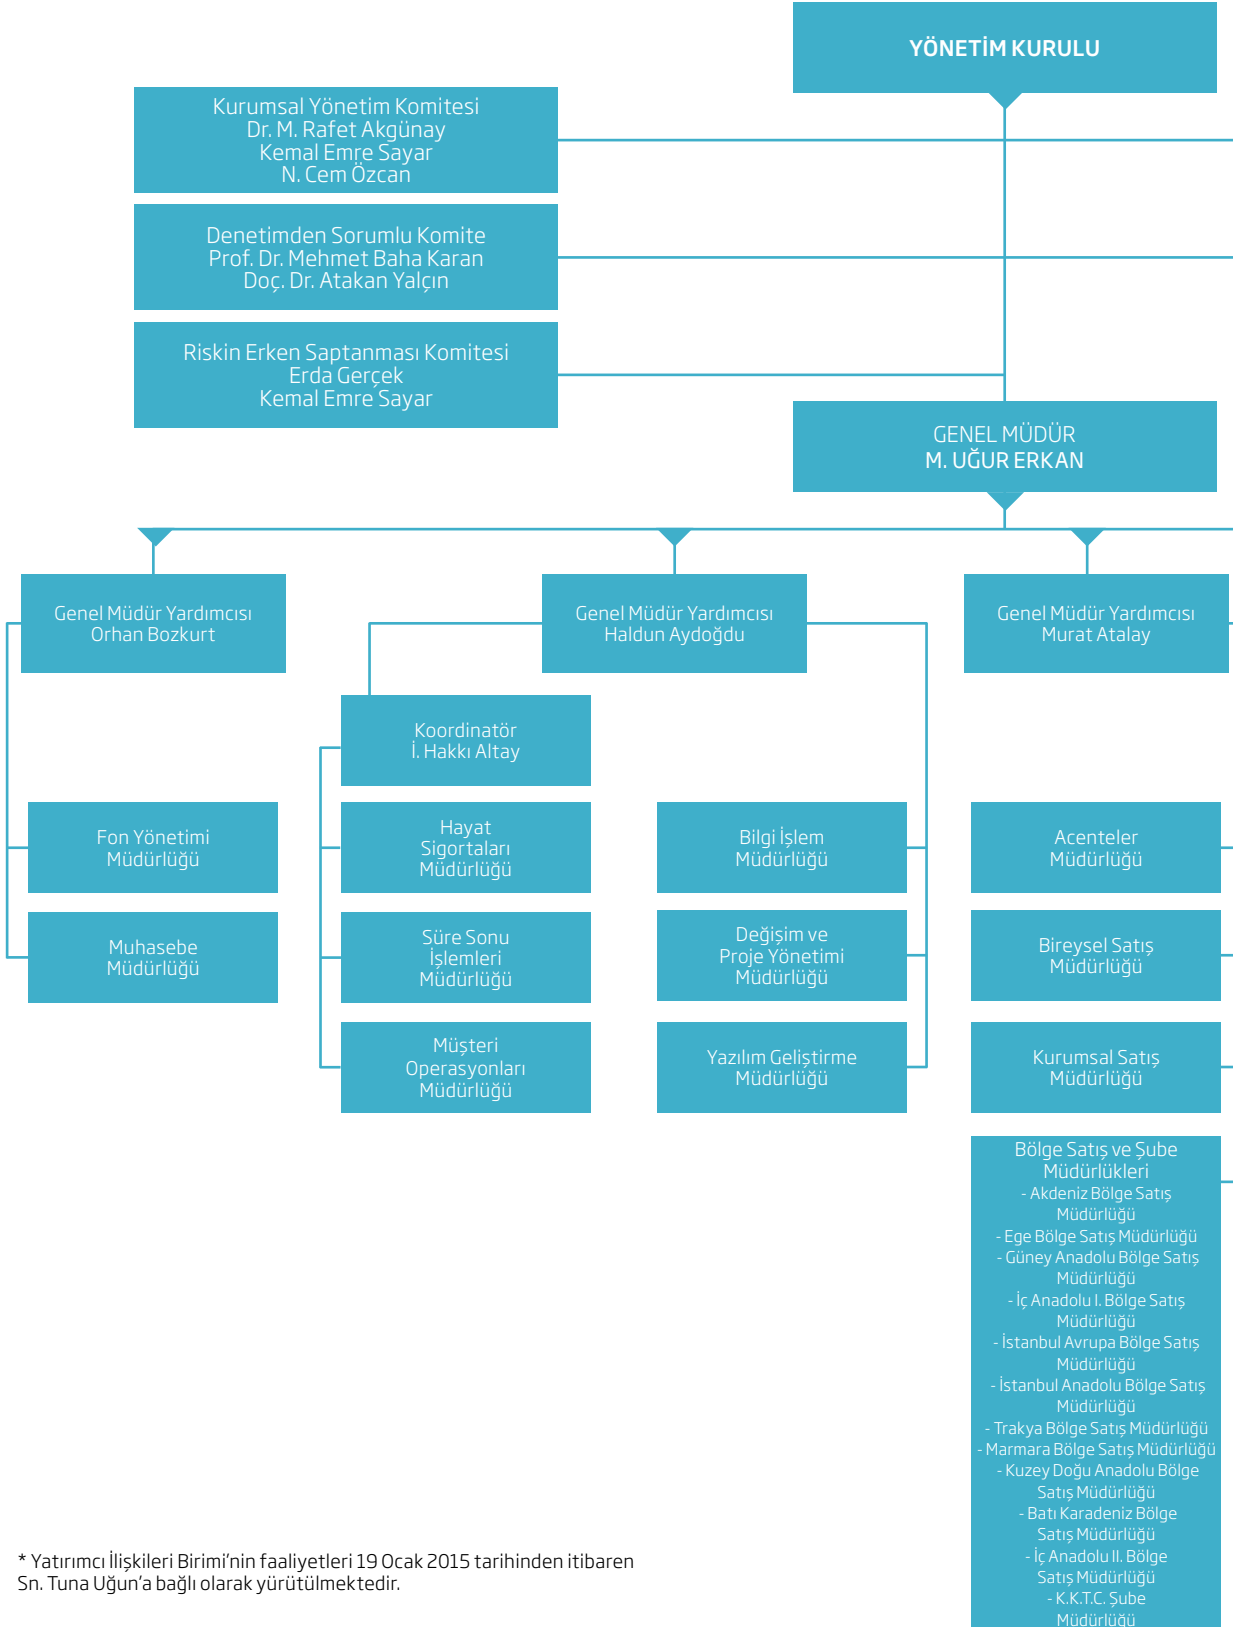 YÖNETİM KURULU
Kurumsal Yönetim Komitesi
Dr. M. Rafet Akgünay
Kemal Emre Sayar
N. Cem Özcan
Denetimden Sorumlu Komite
Prof. Dr. Mehmet Baha Karan
Doç. Dr. Atakan Yalçın
Riskin Erken Saptanması Komitesi
Erda Gerçek
Kemal Emre Sayar
GENEL MÜDÜR
M. UĞUR ERKAN
Genel Müdür Yardımcısı
Orhan Bozkurt
Genel Müdür Yardımcısı
Haldun Aydoğdu
Genel Müdür Yardımcısı
Murat Atalay
Koordinatör
İ. Hakkı Altay
Fon Yönetimi
Müdürlüğü
Hayat
Sigortaları
Müdürlüğü
Bilgi İşlem
Müdürlüğü
Acenteler
Müdürlüğü
Muhasebe
Müdürlüğü
Süre Sonu
İşlemleri
Müdürlüğü
Değişim ve
Proje Yönetimi
Müdürlüğü
Bireysel Satış
Müdürlüğü
Müşteri
Operasyonları
Müdürlüğü
Yazılım Geliştirme
Müdürlüğü
Kurumsal Satış
Müdürlüğü
Bölge Satış ve Şube
Müdürlükleri
- Akdeniz Bölge Satış
Müdürlüğü
- Ege Bölge Satış Müdürlüğü
- Güney Anadolu Bölge Satış
Müdürlüğü
- İç Anadolu I. Bölge Satış
Müdürlüğü
- İstanbul Avrupa Bölge Satış
Müdürlüğü
- İstanbul Anadolu Bölge Satış
Müdürlüğü
- Trakya Bölge Satış Müdürlüğü
- Marmara Bölge Satış Müdürlüğü
- Kuzey Doğu Anadolu Bölge
Satış Müdürlüğü
- Batı Karadeniz Bölge
Satış Müdürlüğü
- İç Anadolu II. Bölge
Satış Müdürlüğü
- K.K.T.C. Şube
Müdürlüğü
* Yatırımcı İlişkileri Birimi'nin faaliyetleri 19 Ocak 2015 tarihinden itibaren
Sn. Tuna Uğun'a bağlı olarak yürütülmektedir.